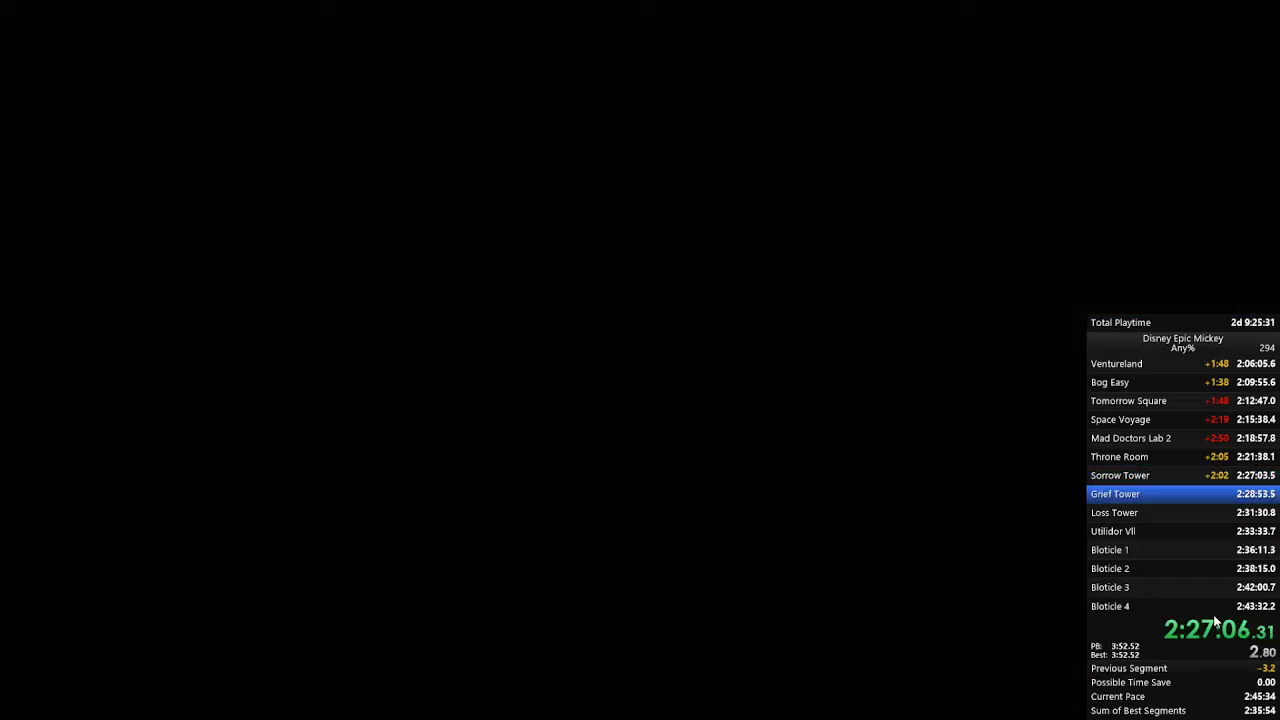 Total Playtime 2d 9:25:31
Disney Epic Mickey
Any% 294
Ventureland +1:48 2:06:05.6
Bog Easy +1:38 2:09:55.6
Tomorrow Square +1:48 2:12:47.0
Space Voyage +2:19 2:15:38.4
Mad Doctors Lab 2 +2:50 2:18:57.8
Throne Room +2:05 2:21:38.1
Sorrow Tower +2:02 2:27:03.5
Grief Tower 2:28:53.5
Loss Tower 2:31:30.8
Utilidor VII 2:33:33.7
Bloticle 1 2:36:11.3
Bloticle 2 2:38:15.0
Bloticle 3 2:42:00.7
Bloticle 4 2:43:32.2
2:27:06.31
PB: 3:52.52
Best: 3:52.52
2.80
Previous Segment −3.2
Possible Time Save 0.00
Current Pace 2:45:34
Sum of Best Segments 2:35:54